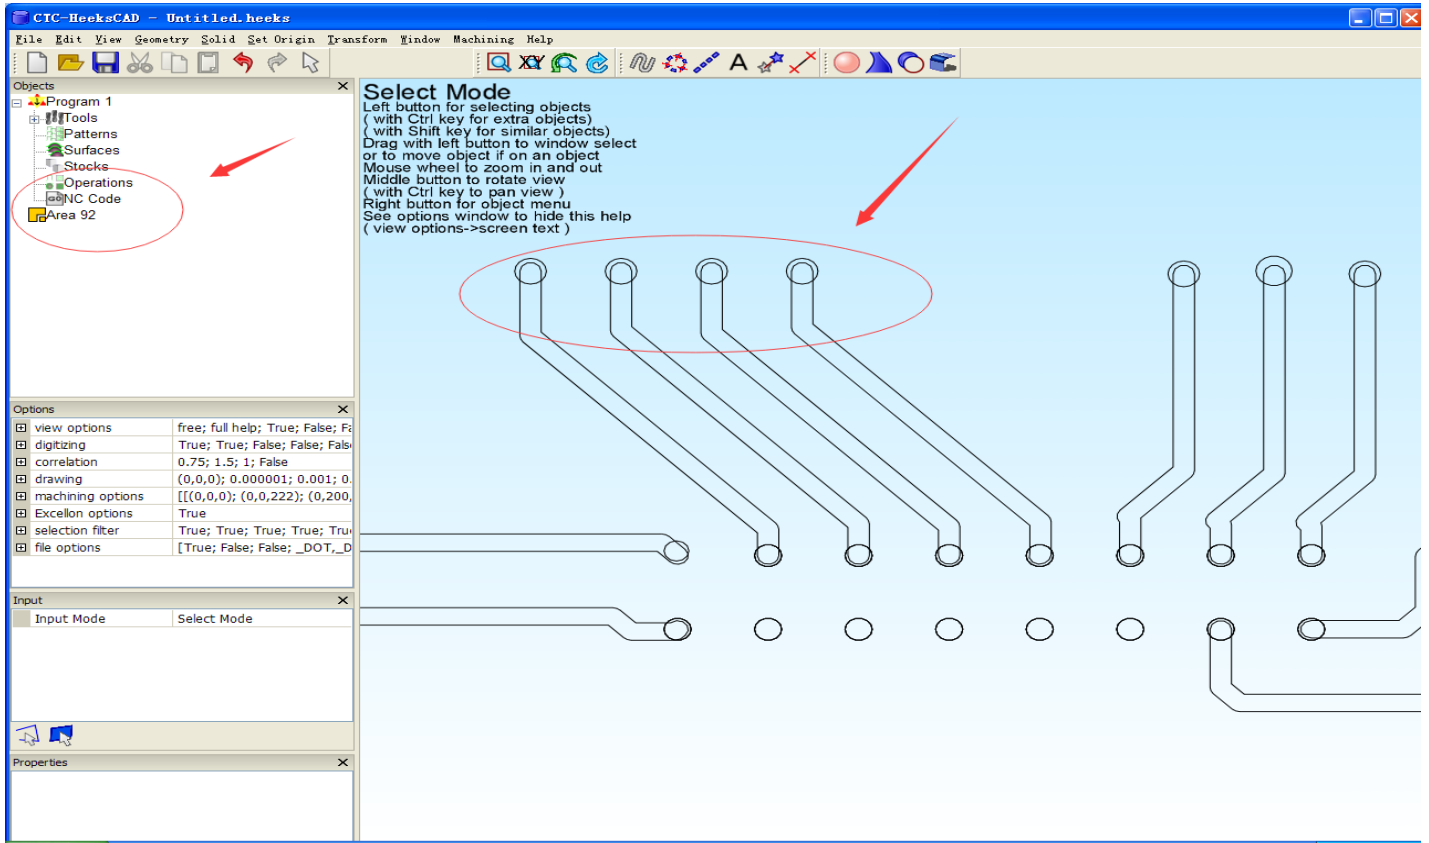 CTC-HeeksCAD - Untitled.heeks
File Edit View Geometry Solid Set Origin Transform Window Machining Help
Objects
Program 1
Tools
Patterns
Surfaces
Stocks
Operations
NC Code
Area 92
Select Mode
Left button for selecting objects
( with Ctrl key for extra objects)
( with Shift key for similar objects)
Drag with left button to window select
or to move object if on an object
Mouse wheel to zoom in and out
Middle button to rotate view
( with Ctrl key to pan view )
Right button for object menu
See options window to hide this help
( view options->screen text )
Options
view options free; full help; True; False; Fa
digitizing True; True; False; False; Fals
correlation 0.75; 1.5; 1; False
drawing (0,0,0); 0.000001; 0.001; 0.
machining options [[(0,0,0); (0,0,222); (0,200,
Excellon options True
selection filter True; True; True; True; Tru
file options [True; False; False; _DOT,_D
Input
Input Mode Select Mode
Properties